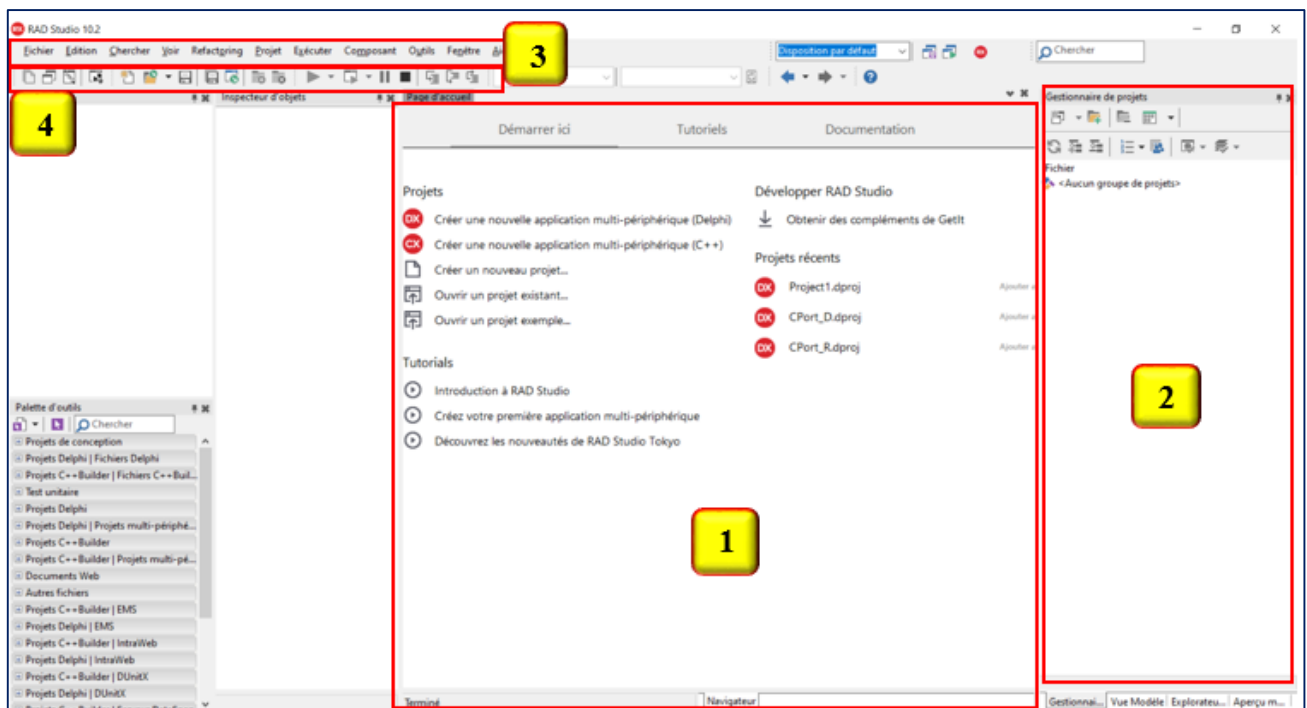 RAD Studio 10.2
Fichier Edition Chercher Voir Refactoring Projet Exécuter Composant Outils Fenêtre
3
Disposition par défaut
Chercher
4
Inspecteur d'objets
Page d'accueil
Gestionnaire de projets
Démarrer ici Tutoriels Documentation
Fichier
<Aucun groupe de projets>
Projets
Créer une nouvelle application multi-périphérique (Delphi)
Créer une nouvelle application multi-périphérique (C++)
Créer un nouveau projet...
Ouvrir un projet existant...
Ouvrir un projet exemple...
Développer RAD Studio
Obtenir des compléments de GetIt
Projets récents
Project1.dproj Ajouter
CPort_D.dproj Ajouter
CPort_R.dproj Ajouter
Tutorials
Introduction à RAD Studio
Créez votre première application multi-périphérique
Découvrez les nouveautés de RAD Studio Tokyo
1
2
Palette d'outils
Chercher
Projets de conception
Projets Delphi | Fichiers Delphi
Projets C++Builder | Fichiers C++Buil...
Test unitaire
Projets Delphi
Projets Delphi | Projets multi-périphé...
Projets C++Builder
Projets C++Builder | Projets multi-pé...
Documents Web
Autres fichiers
Projets C++Builder | EMS
Projets Delphi | EMS
Projets C++Builder | IntraWeb
Projets Delphi | IntraWeb
Projets C++Builder | DUnitX
Projets Delphi | DUnitX
Terminé
Navigateur
Gestionnai... Vue Modèle Explorateu... Aperçu m...